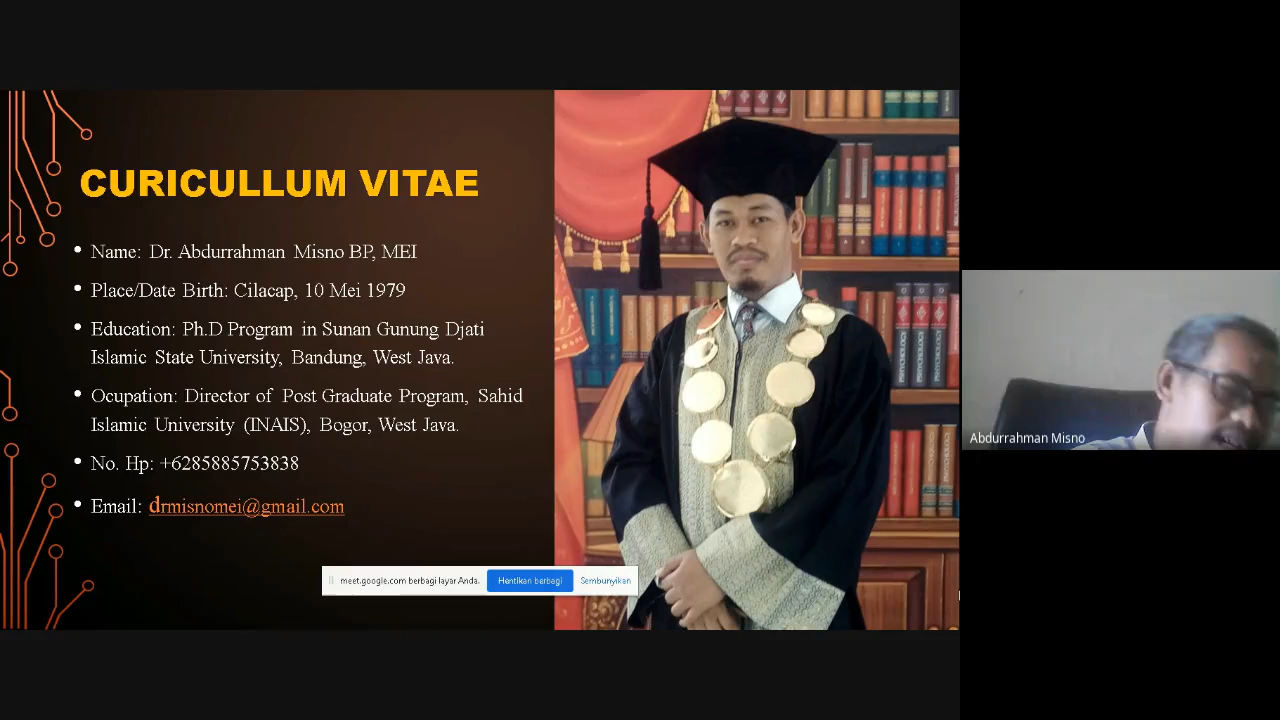 CURICULLUM VITAE
• Name: Dr. Abdurrahman Misno BP, MEI
• Place/Date Birth: Cilacap, 10 Mei 1979
• Education: Ph.D Program in Sunan Gunung Djati
Islamic State University, Bandung, West Java.
• Ocupation: Director of Post Graduate Program, Sahid
Islamic University (INAIS), Bogor, West Java.
• No. Hp: +6285885753838
• Email: drmisnomei@gmail.com
meet.google.com berbagi layar Anda. Hentikan berbagi Sembunyikan
Abdurrahman Misno